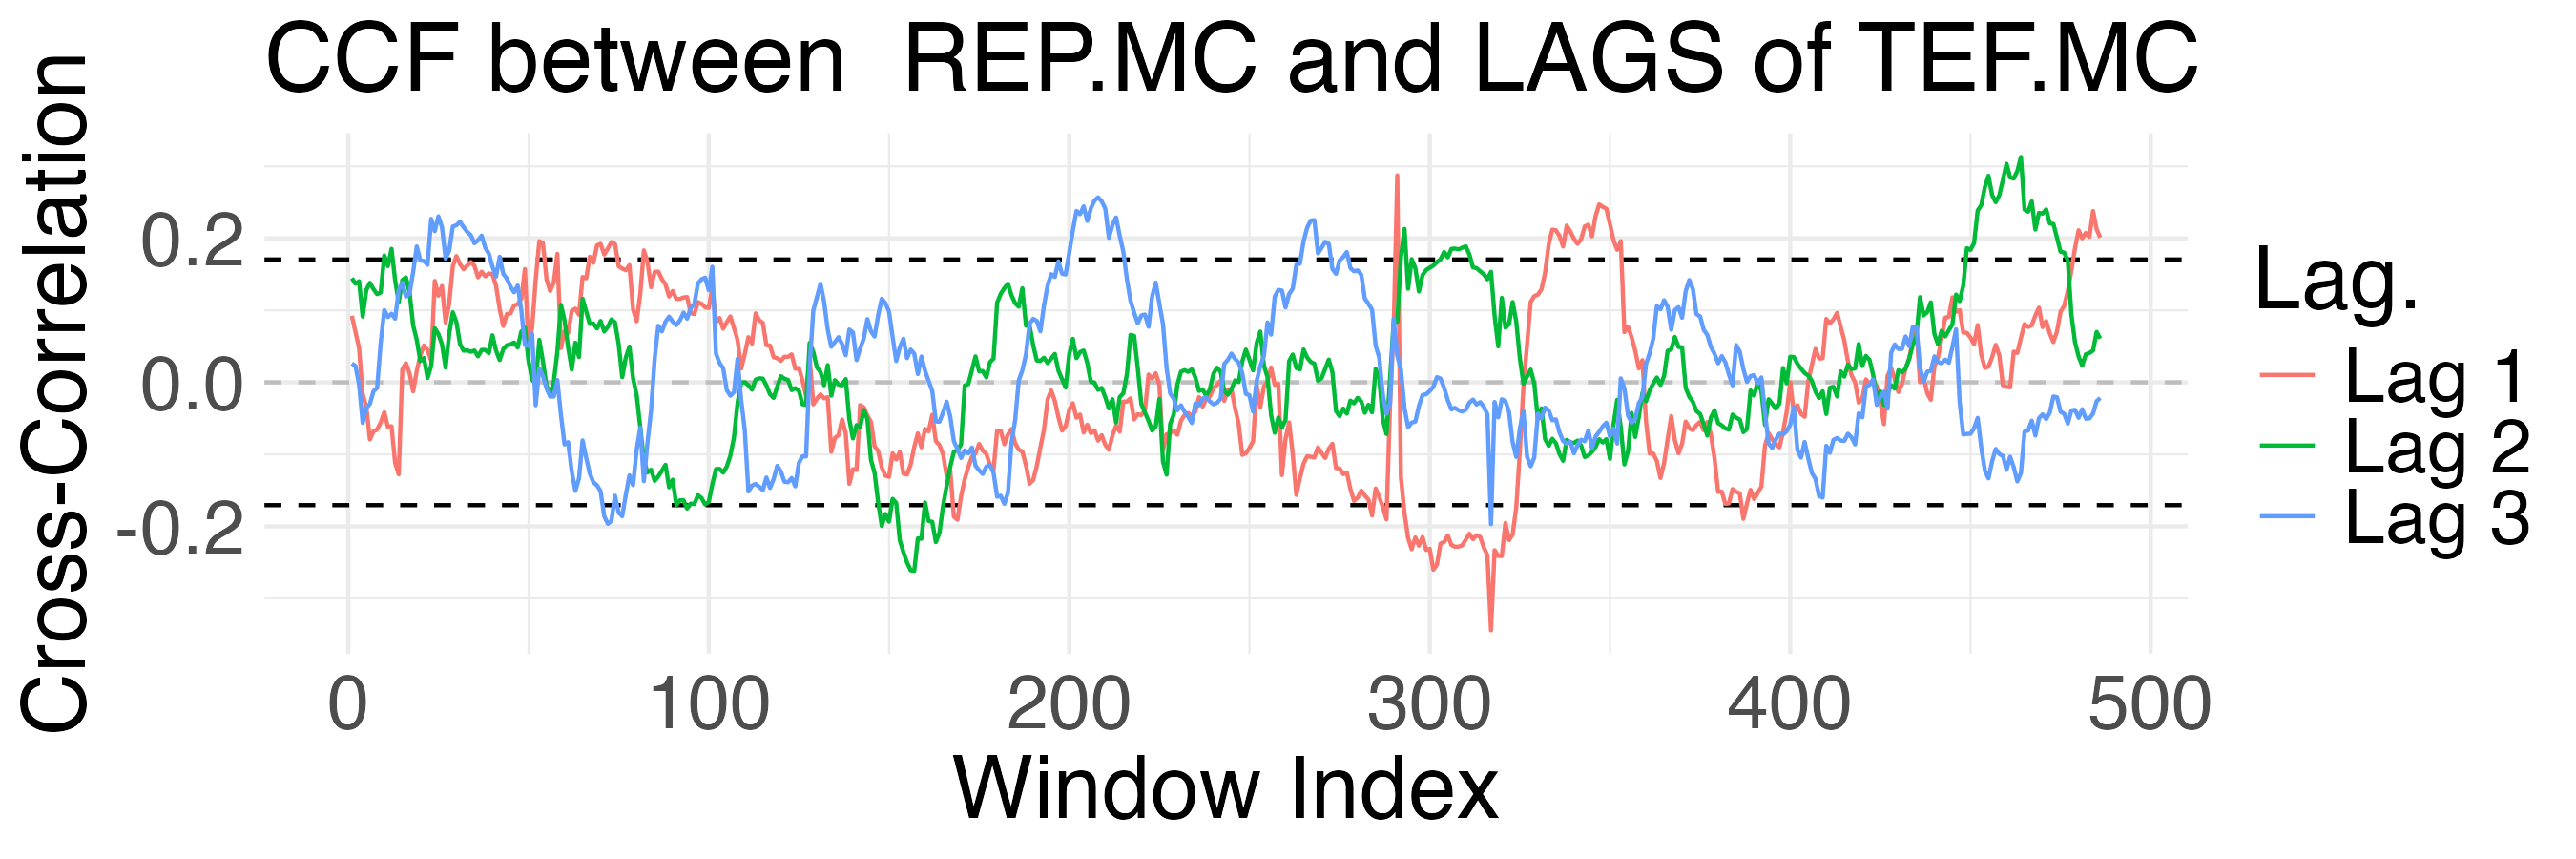 CCF between  REP.MC and LAGS of TEF.MC
Cross-Correlation
0.2
0.0
-0.2
0
100
200
300
400
500
Window Index
Lag.
Lag 1
Lag 2
Lag 3